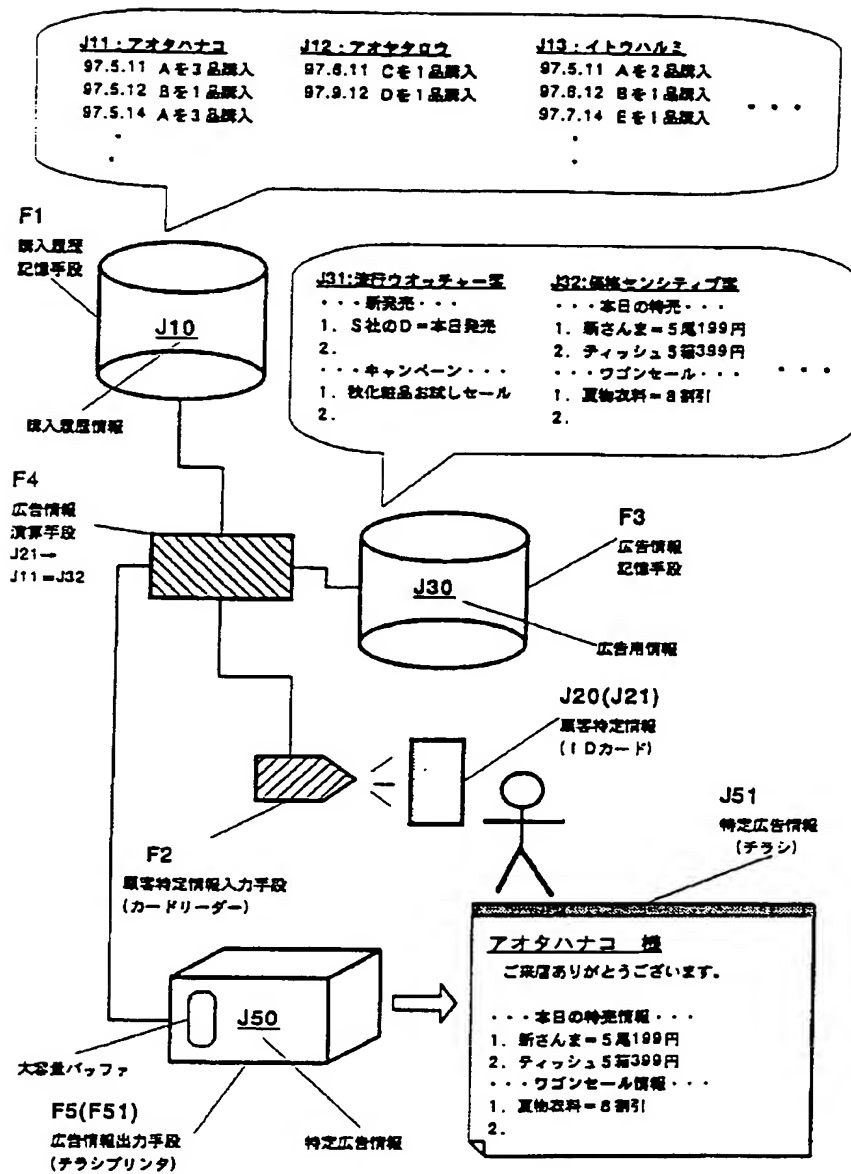 J11：アオタハナコ
97.5.11 Aを3品購入
97.5.12 Bを1品購入
97.5.14 Aを3品購入
・
・
J12：アオヤタロウ
97.6.11 Cを1品購入
97.9.12 Dを1品購入
J13：イトウハルミ
97.5.11 Aを2品購入
97.6.12 Bを1品購入
97.7.14 Eを1品購入
・
・
・・・
F1
購入履歴
記憶手段
J10
購入履歴情報
J31:流行ウオッチャー型
・・・新発売・・・
1. S社のD＝本日発売
2.
・・・キャンペーン・・・
1. 秋化粧品お試しセール
2.
J32:価格センシティブ型
・・・本日の特売・・・
1. 新さんま＝5尾199円
2. ティッシュ5箱399円
・・・ワゴンセール・・・
1. 夏物衣料＝8割引
2.
・・・
F4
広告情報
演算手段
J21→
J11＝J32
F3
広告情報
記憶手段
J30
広告用情報
J20(J21)
顧客特定情報
(IDカード)
F2
顧客特定情報入力手段
(カードリーダー)
J51
特定広告情報
(チラシ)
アオタハナコ 様
ご来店ありがとうございます。
・・・本日の特売情報・・・
1. 新さんま＝5尾199円
2. ティッシュ5箱399円
・・・ワゴンセール情報・・・
1. 夏物衣料＝8割引
2.
J50
大容量バッファ
F5(F51)
広告情報出力手段
(チラシプリンタ)
特定広告情報